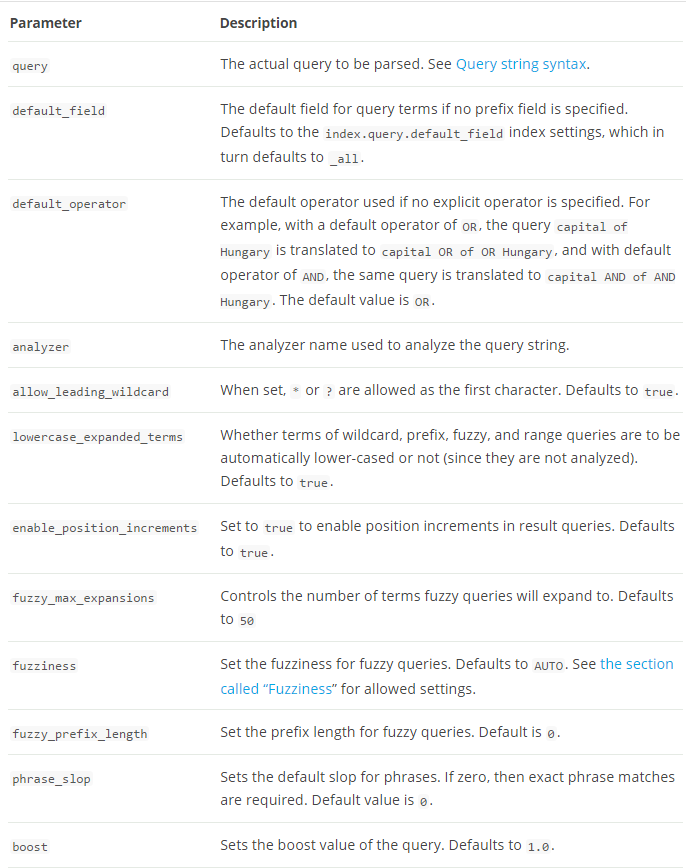 Parameter Description
query The actual query to be parsed. See Query string syntax.
default_field The default field for query terms if no prefix field is specified.
Defaults to the index.query.default_field index settings, which in
turn defaults to _all.
default_operator The default operator used if no explicit operator is specified. For
example, with a default operator of OR, the query capital of
Hungary is translated to capital OR of OR Hungary, and with default
operator of AND, the same query is translated to capital AND of AND
Hungary. The default value is OR.
analyzer The analyzer name used to analyze the query string.
allow_leading_wildcard When set, * or ? are allowed as the first character. Defaults to true.
lowercase_expanded_terms Whether terms of wildcard, prefix, fuzzy, and range queries are to be
automatically lower-cased or not (since they are not analyzed).
Defaults to true.
enable_position_increments Set to true to enable position increments in result queries. Defaults
to true.
fuzzy_max_expansions Controls the number of terms fuzzy queries will expand to. Defaults
to 50
fuzziness Set the fuzziness for fuzzy queries. Defaults to AUTO. See the section
called “Fuzziness” for allowed settings.
fuzzy_prefix_length Set the prefix length for fuzzy queries. Default is 0.
phrase_slop Sets the default slop for phrases. If zero, then exact phrase matches
are required. Default value is 0.
boost Sets the boost value of the query. Defaults to 1.0.